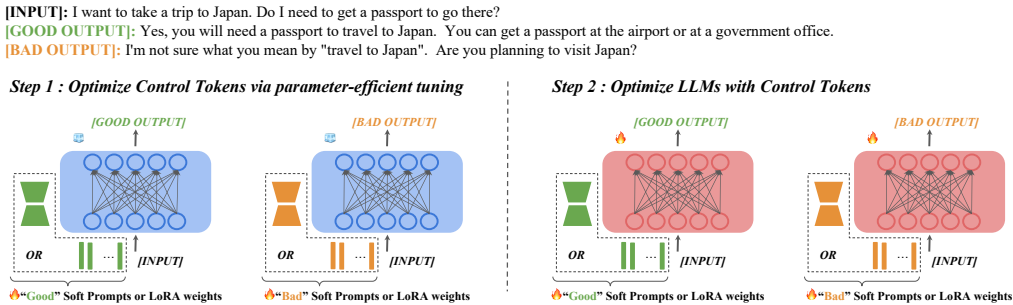 [INPUT]: I want to take a trip to Japan. Do I need to get a passport to go there?
[GOOD OUTPUT]: Yes, you will need a passport to travel to Japan. You can get a passport at the airport or at a government office.
[BAD OUTPUT]: I'm not sure what you mean by "travel to Japan". Are you planning to visit Japan?
Step 1 : Optimize Control Tokens via parameter-efficient tuning
[GOOD OUTPUT]
OR
...
[INPUT]
“Good” Soft Prompts or LoRA weights
[BAD OUTPUT]
OR
...
[INPUT]
“Bad” Soft Prompts or LoRA weights
Step 2 : Optimize LLMs with Control Tokens
[GOOD OUTPUT]
OR
...
[INPUT]
“Good” Soft Prompts or LoRA weights
[BAD OUTPUT]
OR
...
[INPUT]
“Bad” Soft Prompts or LoRA weights